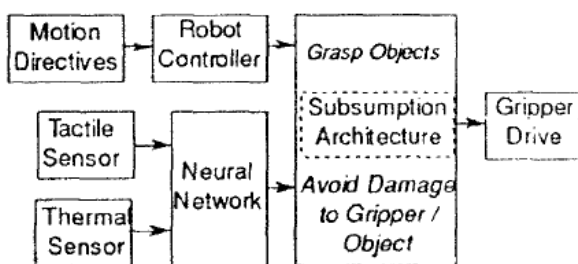 Motion
Directives
Robot
Controller
Grasp Objects
Subsumption
Architecture
Avoid Damage
to Gripper /
Object
Gripper
Drive
Tactile
Sensor
Neural
Network
Thermal
Sensor